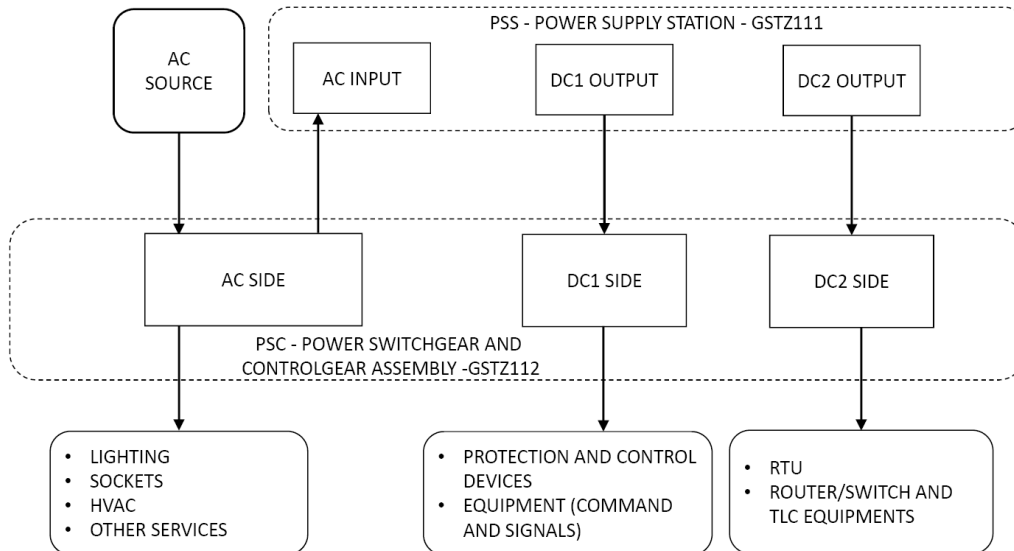 PSS - POWER SUPPLY STATION - GSTZ111
AC
SOURCE
AC INPUT
DC1 OUTPUT
DC2 OUTPUT
AC SIDE
DC1 SIDE
DC2 SIDE
PSC - POWER SWITCHGEAR AND
CONTROLGEAR ASSEMBLY -GSTZ112
• LIGHTING
• SOCKETS
• HVAC
• OTHER SERVICES
• PROTECTION AND CONTROL
DEVICES
• EQUIPMENT (COMMAND
AND SIGNALS)
• RTU
• ROUTER/SWITCH AND
TLC EQUIPMENTS